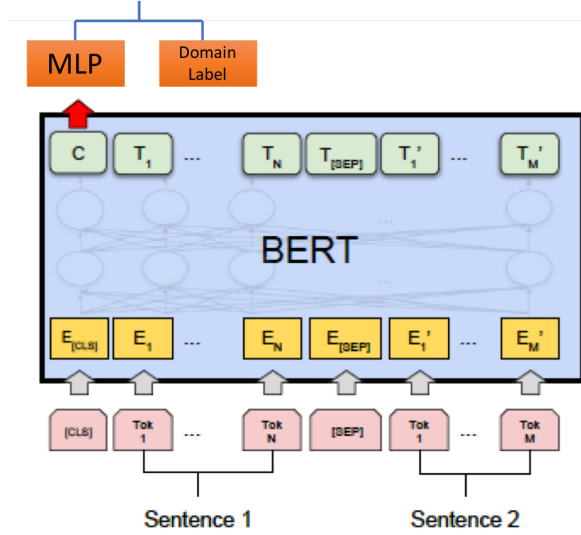 MLP
Domain
Label
C T1 ... TN T[SEP] T1' ... TM'
...
BERT
...
E[CLS] E1 ... EN E[SEP] E1' ... EM'
[CLS] Tok 1 ... Tok N [SEP] Tok 1 ... Tok M
Sentence 1 Sentence 2